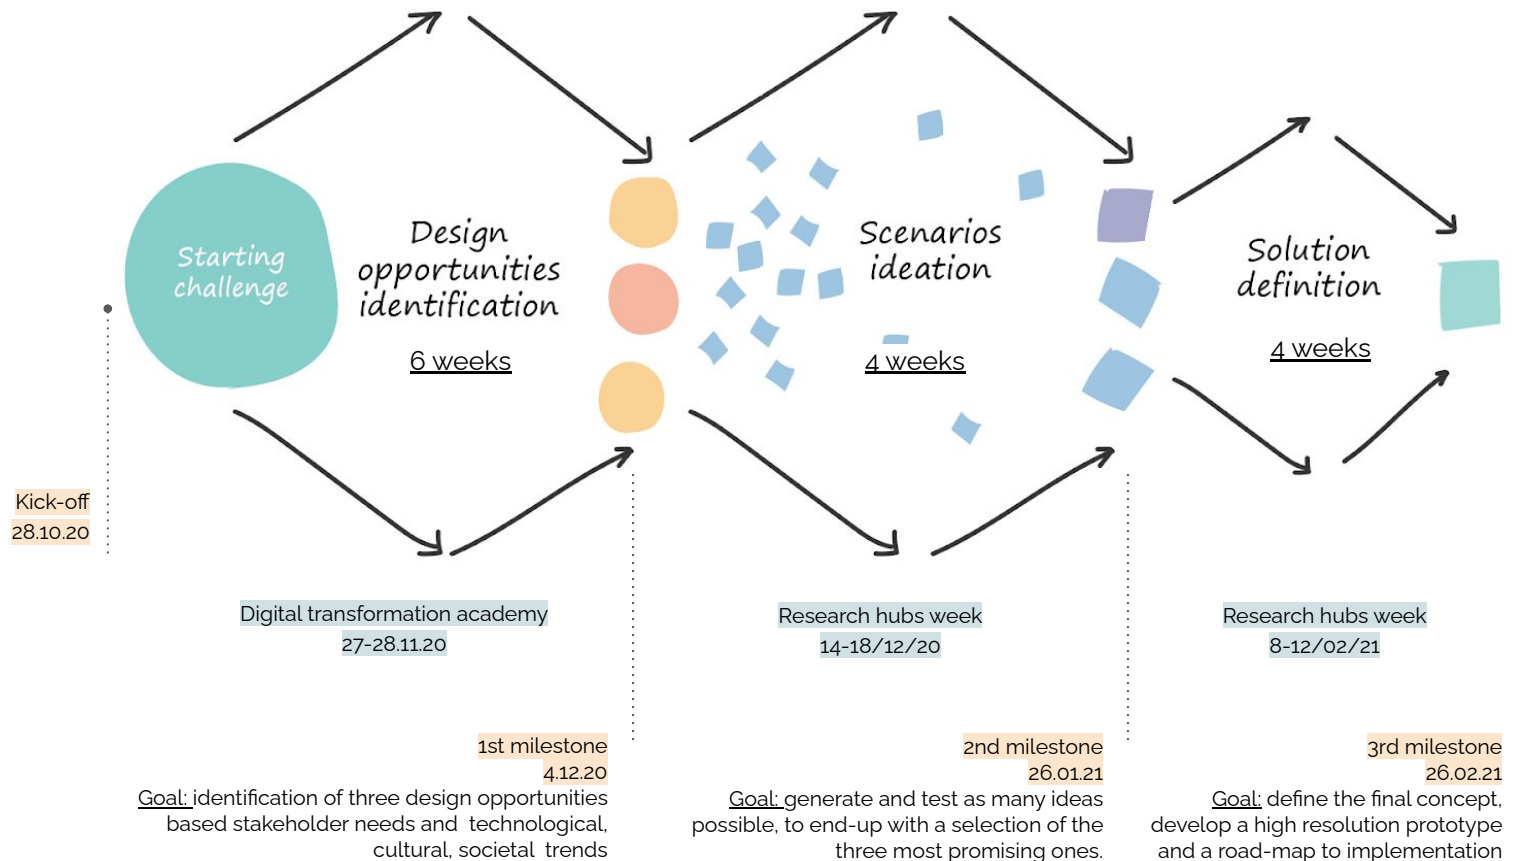 Starting
challenge
Design
opportunities
identification
6 weeks
Scenarios
ideation
4 weeks
Solution
definition
4 weeks
Kick-off
28.10.20
Digital transformation academy
27-28.11.20
Research hubs week
14-18/12/20
Research hubs week
8-12/02/21
1st milestone
4.12.20
Goal: identification of three design opportunities
based stakeholder needs and technological,
cultural, societal trends
2nd milestone
26.01.21
Goal: generate and test as many ideas
possible, to end-up with a selection of the
three most promising ones.
3rd milestone
26.02.21
Goal: define the final concept,
develop a high resolution prototype
and a road-map to implementation